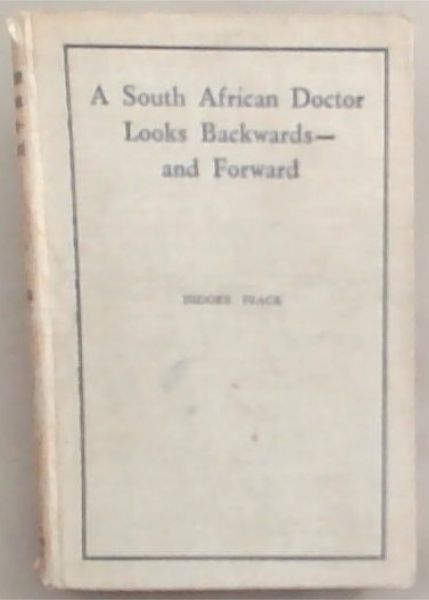 A South African Doctor
Looks Backwards—
and Forward
ISIDORE FRACK